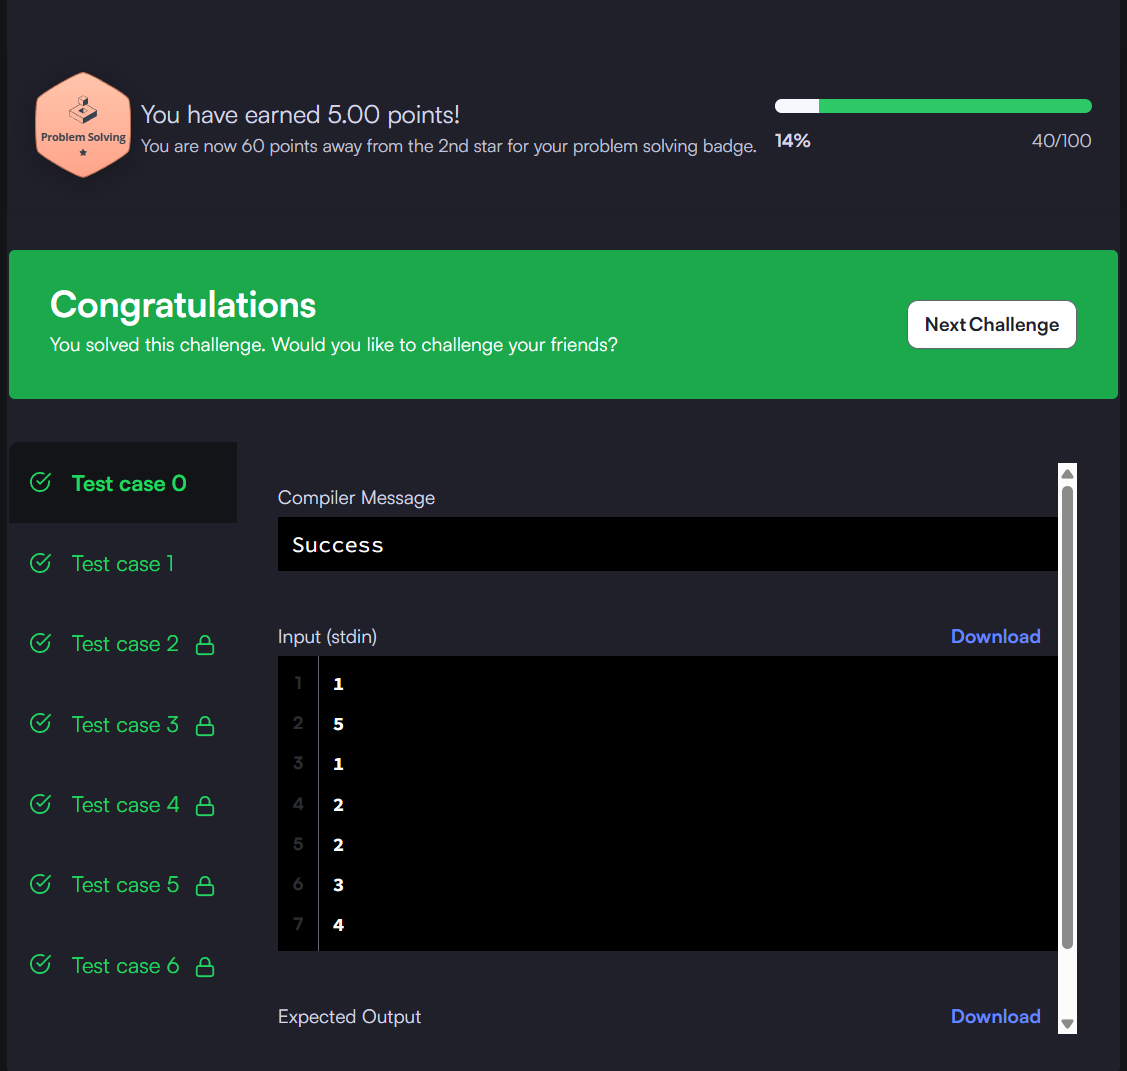 Problem Solving
You have earned 5.00 points!
You are now 60 points away from the 2nd star for your problem solving badge.
14%
40/100
Congratulations
You solved this challenge. Would you like to challenge your friends?
Next Challenge
Test case 0
Test case 1
Test case 2
Test case 3
Test case 4
Test case 5
Test case 6
Compiler Message
Success
Input (stdin)
Download
1 1
2 5
3 1
4 2
5 2
6 3
7 4
Expected Output
Download